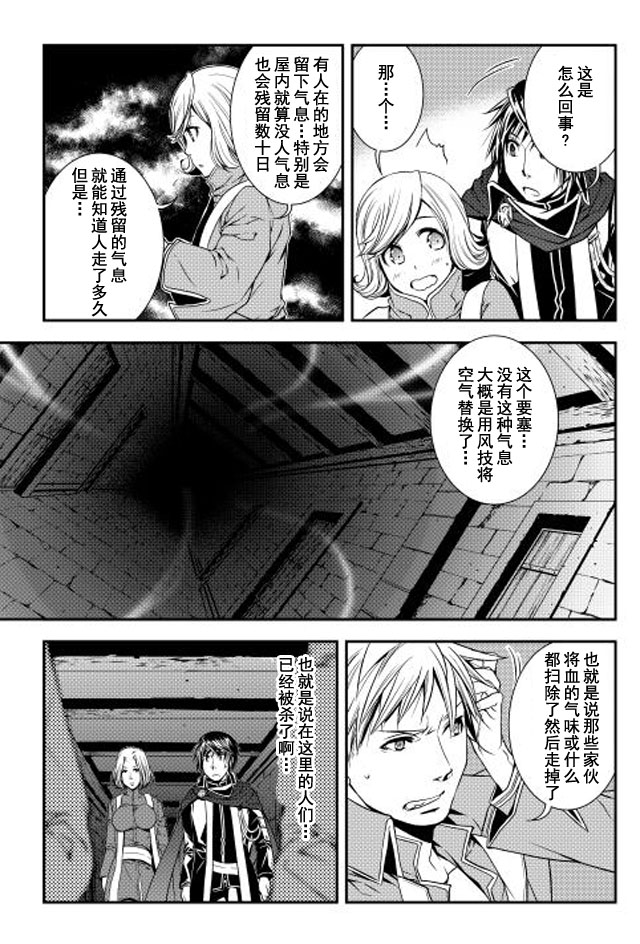 这是
怎么回事？
那…个…
有人在的地方会
留下气息…特别是
屋内就算没人气息
也会残留数十日
通过残留的气息
就能知道人走了多久
但是…
这个要塞…
没有这种气息
大概是用风技将
空气替换了…
也就是说那些家伙
将血的气味或什么
都扫除了然后走掉了
也就是说在这里的人们…
已经被杀了啊…